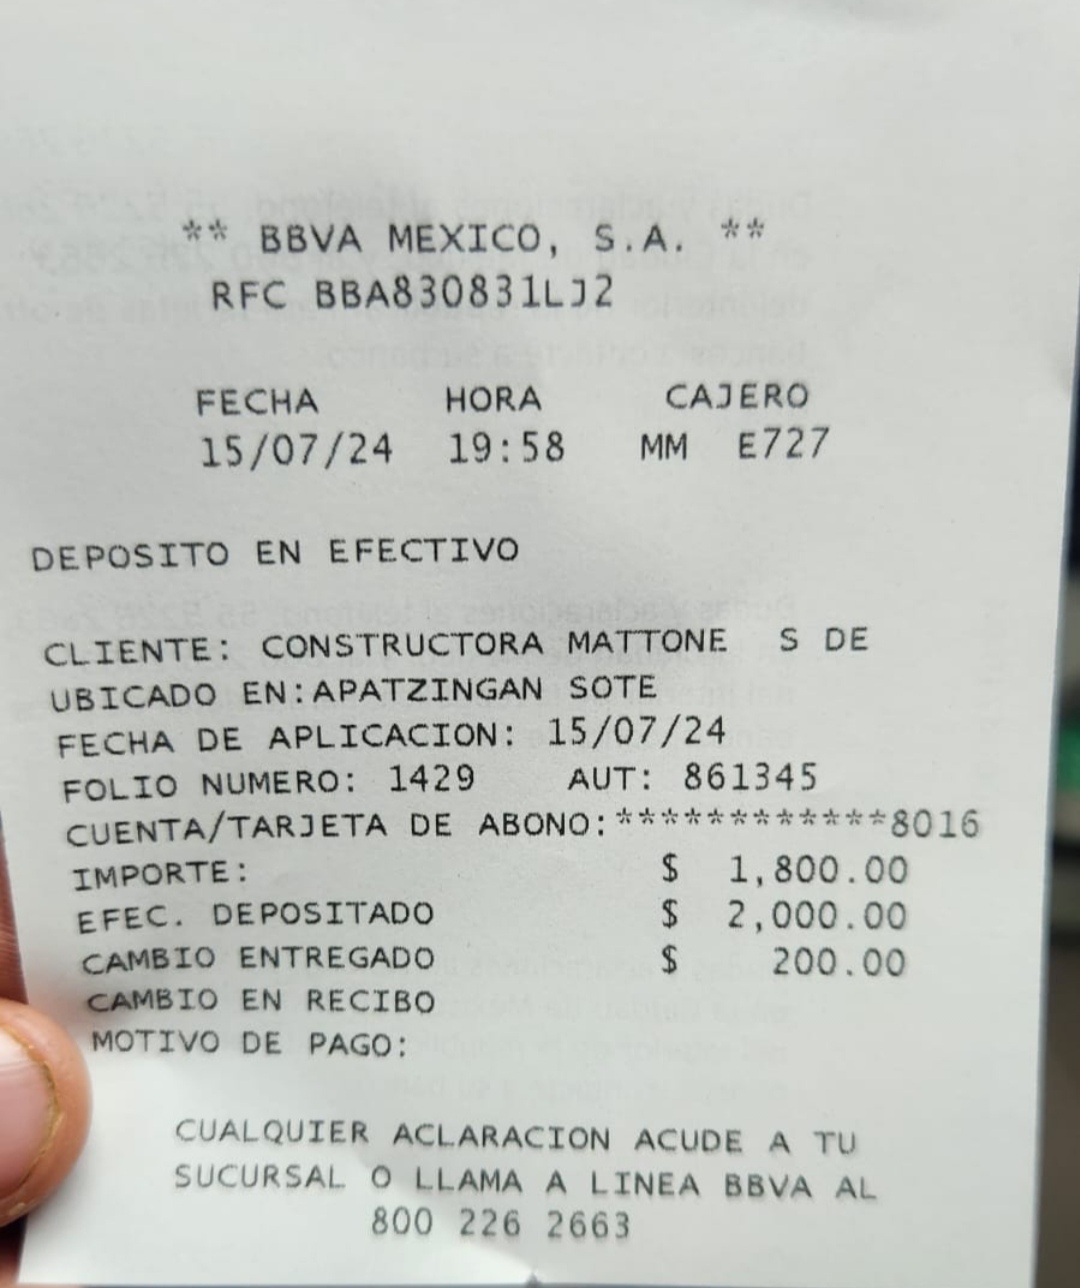 ** BBVA MEXICO, S.A. **
RFC BBA830831LJ2
FECHA HORA CAJERO
15/07/24 19:58 MM E727
DEPOSITO EN EFECTIVO
CLIENTE: CONSTRUCTORA MATTONE S DE
UBICADO EN:APATZINGAN SOTE
FECHA DE APLICACION: 15/07/24
FOLIO NUMERO: 1429 AUT: 861345
CUENTA/TARJETA DE ABONO:************8016
IMPORTE: $ 1,800.00
EFEC. DEPOSITADO $ 2,000.00
CAMBIO ENTREGADO $ 200.00
CAMBIO EN RECIBO
MOTIVO DE PAGO:
CUALQUIER ACLARACION ACUDE A TU
SUCURSAL O LLAMA A LINEA BBVA AL
800 226 2663